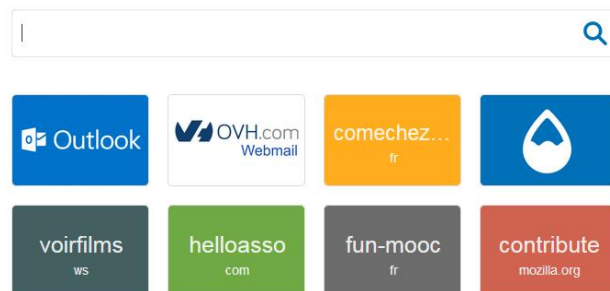 Outlook
OVH.com
Webmail
comechez...
fr
voirfilms
ws
helloasso
com
fun-mooc
fr
contribute
mozilla.org